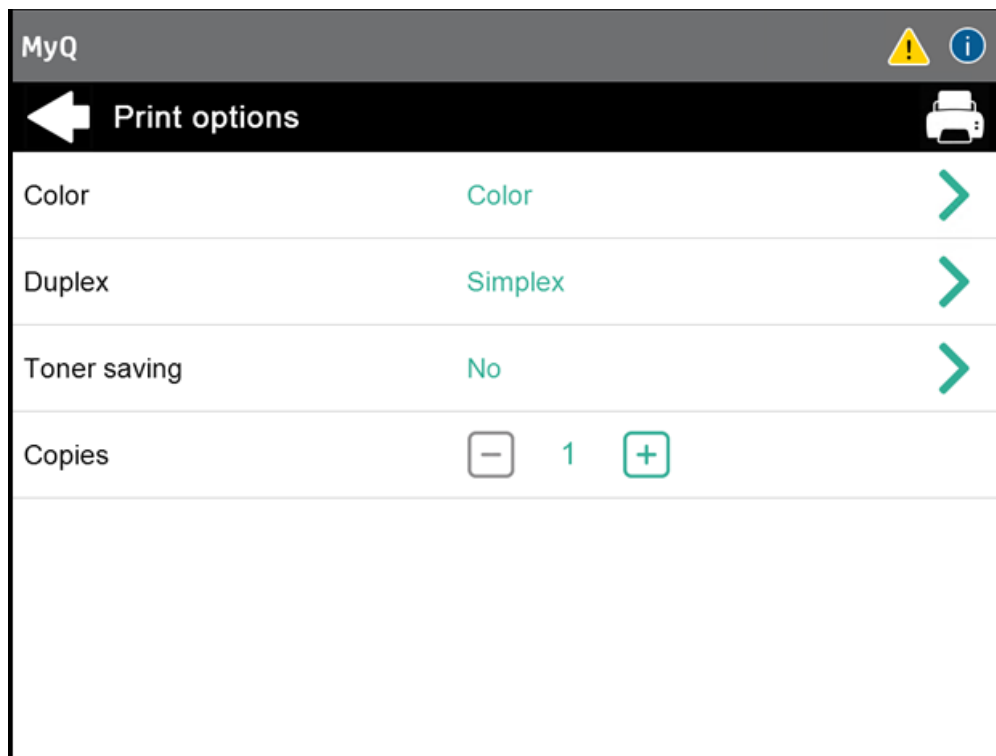 MyQ
Print options
Color Color
Duplex Simplex
Toner saving No
Copies 1